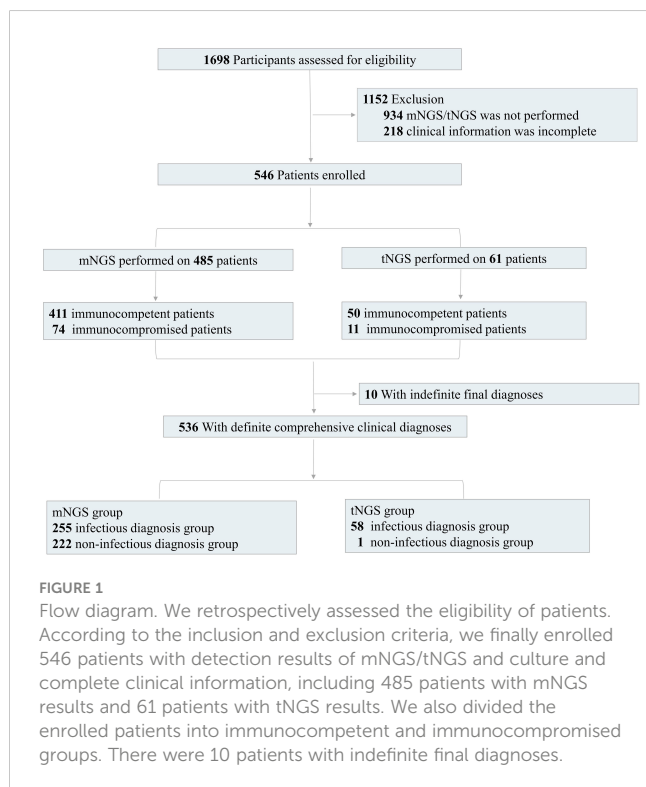 1698 Participants assessed for eligibility
1152 Exclusion
934 mNGS/tNGS was not performed
218 clinical information was incomplete
546 Patients enrolled
mNGS performed on 485 patients
tNGS performed on 61 patients
411 immunocompetent patients
74 immunocompromised patients
50 immunocompetent patients
11 immunocompromised patients
10 With indefinite final diagnoses
536 With definite comprehensive clinical diagnoses
mNGS group
255 infectious diagnosis group
222 non-infectious diagnosis group
tNGS group
58 infectious diagnosis group
1 non-infectious diagnosis group
FIGURE 1
Flow diagram. We retrospectively assessed the eligibility of patients.
According to the inclusion and exclusion criteria, we finally enrolled
546 patients with detection results of mNGS/tNGS and culture and
complete clinical information, including 485 patients with mNGS
results and 61 patients with tNGS results. We also divided the
enrolled patients into immunocompetent and immunocompromised
groups. There were 10 patients with indefinite final diagnoses.